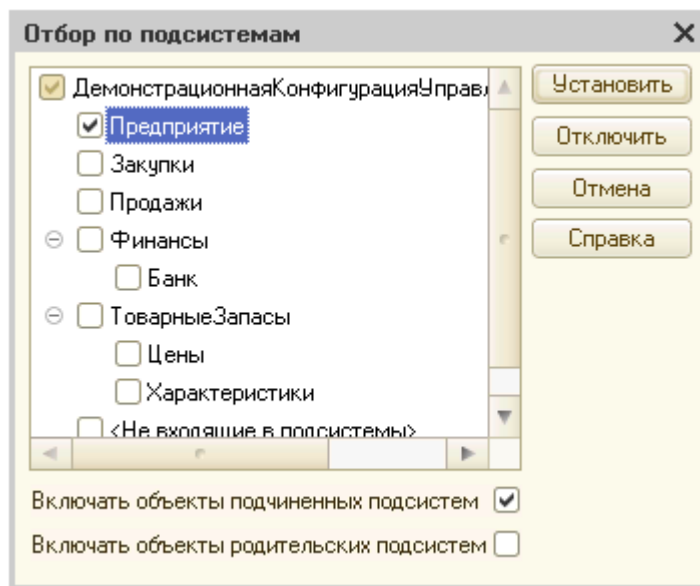 Отбор по подсистемам
ДемонстрационнаяКонфигурацияУправл
Предприятие
Закупки
Продажи
Финансы
Банк
ТоварныеЗапасы
Цены
Характеристики
<Не входящие в подсистемы>
Установить
Отключить
Отмена
Справка
Включать объекты подчиненных подсистем
Включать объекты родительских подсистем